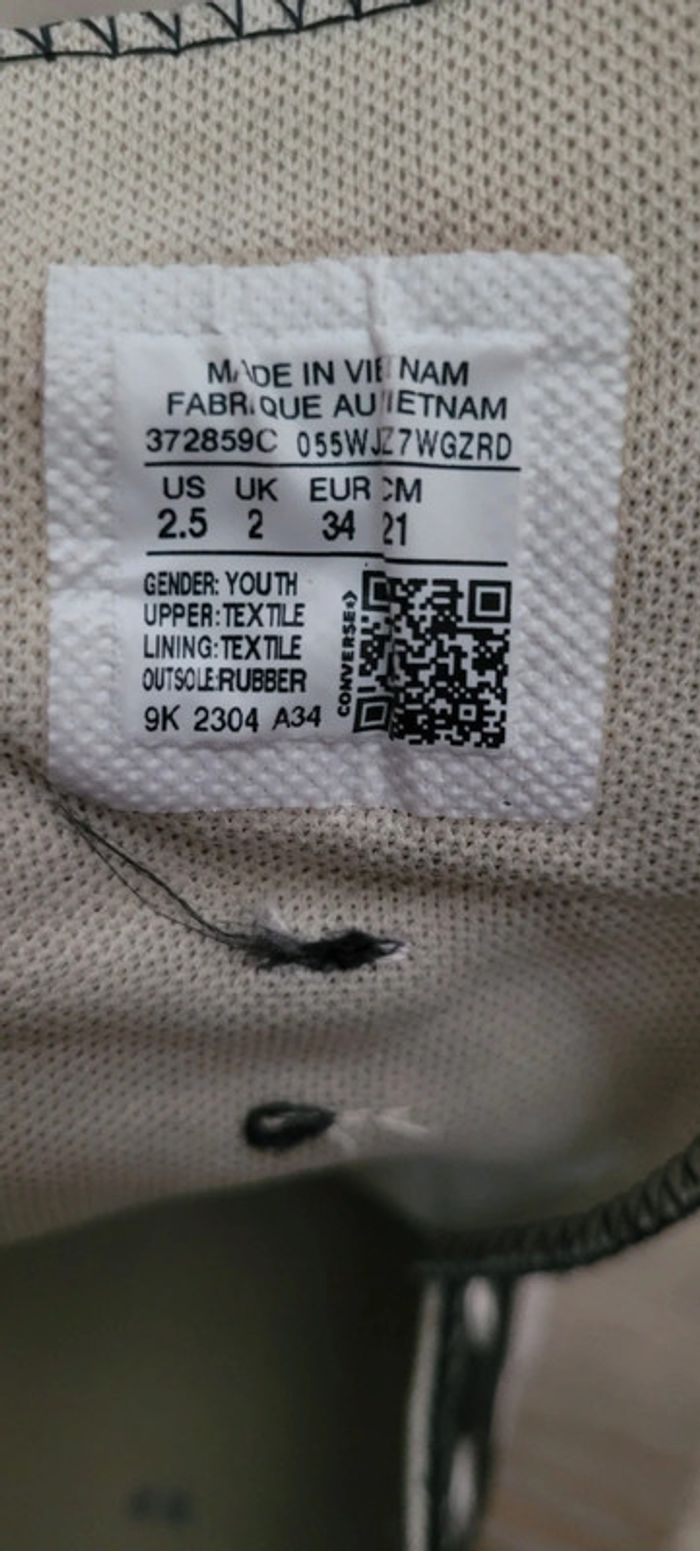 MADE IN VIETNAM
FABRIQUE AU VIETNAM
372859C 055WJZ7WGZRD
US UK EUR CM
2.5 2 34 21
GENDER: YOUTH
UPPER: TEXTILE
LINING: TEXTILE
OUTSOLE: RUBBER
9K 2304 A34
CONVERSE